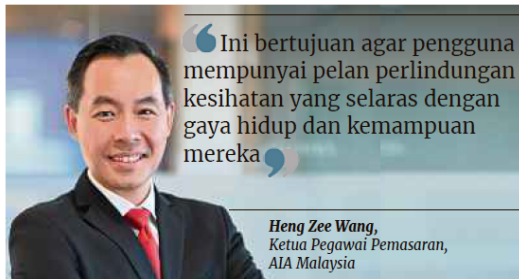 “Ini bertujuan agar pengguna
mempunyai pelan perlindungan
kesihatan yang selaras dengan
gaya hidup dan kemampuan
mereka”
Heng Zee Wang,
Ketua Pegawai Pemasaran,
AIA Malaysia